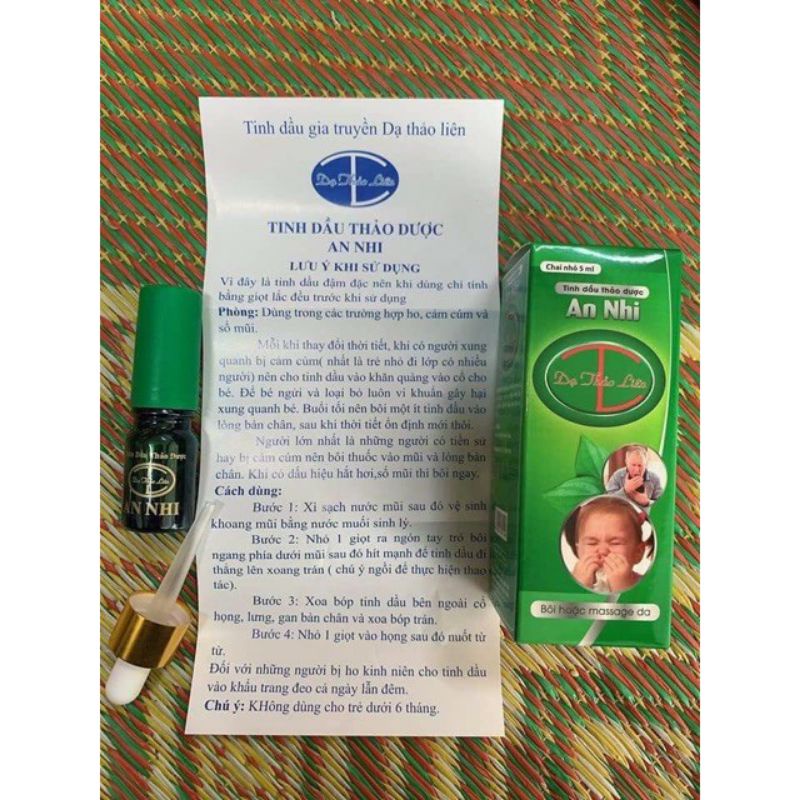 Tinh dầu gia truyền Dạ thảo liên
Dạ Thảo Liên
TINH DẦU THẢO DƯỢC
AN NHI
LƯU Ý KHI SỬ DỤNG
Vì đây là tinh dầu đậm đặc nên khi dùng chỉ tính
bằng giọt lắc đều trước khi sử dụng
Phòng: Dùng trong các trường hợp ho, cảm cúm và
sổ mũi.
Mỗi khi thay đổi thời tiết, khi có người xung
quanh bị cảm cúm( nhất là trẻ nhỏ đi lớp có nhiều
người) nên cho tinh dầu vào khăn quàng vào cổ cho
bé. Để bé ngửi và loại bỏ luôn vi khuẩn gây hại
xung quanh bé. Buổi tối nên bôi một ít tinh dầu vào
lòng bàn chân, sau khi thời tiết ổn định mới thôi.
Người lớn nhất là những người có tiền sử
hay bị cảm cúm nên bôi thuốc vào mũi và lòng bàn
chân. Khi có dấu hiệu hắt hơi,sổ mũi thì bôi ngay.
Cách dùng:
Bước 1: Xì sạch nước mũi sau đó vệ sinh
khoang mũi bằng nước muối sinh lý.
Bước 2: Nhỏ 1 giọt ra ngón tay trỏ bôi
ngang phía dưới mũi sau đó hít mạnh để tinh dầu đi
thẳng lên xoang trán ( chú ý ngồi để thực hiện thao
tác).
Bước 3: Xoa bóp tinh dầu bên ngoài cổ
họng, lưng, gan bàn chân và xoa bóp trán.
Bước 4: Nhỏ 1 giọt vào họng sau đó nuốt từ
từ.
Đối với những người bị ho kinh niên cho tinh dầu
vào khẩu trang đeo cả ngày lẫn đêm.
Chú ý: KHông dùng cho trẻ dưới 6 tháng.
Dầu Thảo Dược
Dạ Thảo Liên
AN NHI
Chai nhỏ 5 ml
Tinh dầu thảo dược
An Nhi
Dạ Thảo Liên
Bôi hoặc massage da